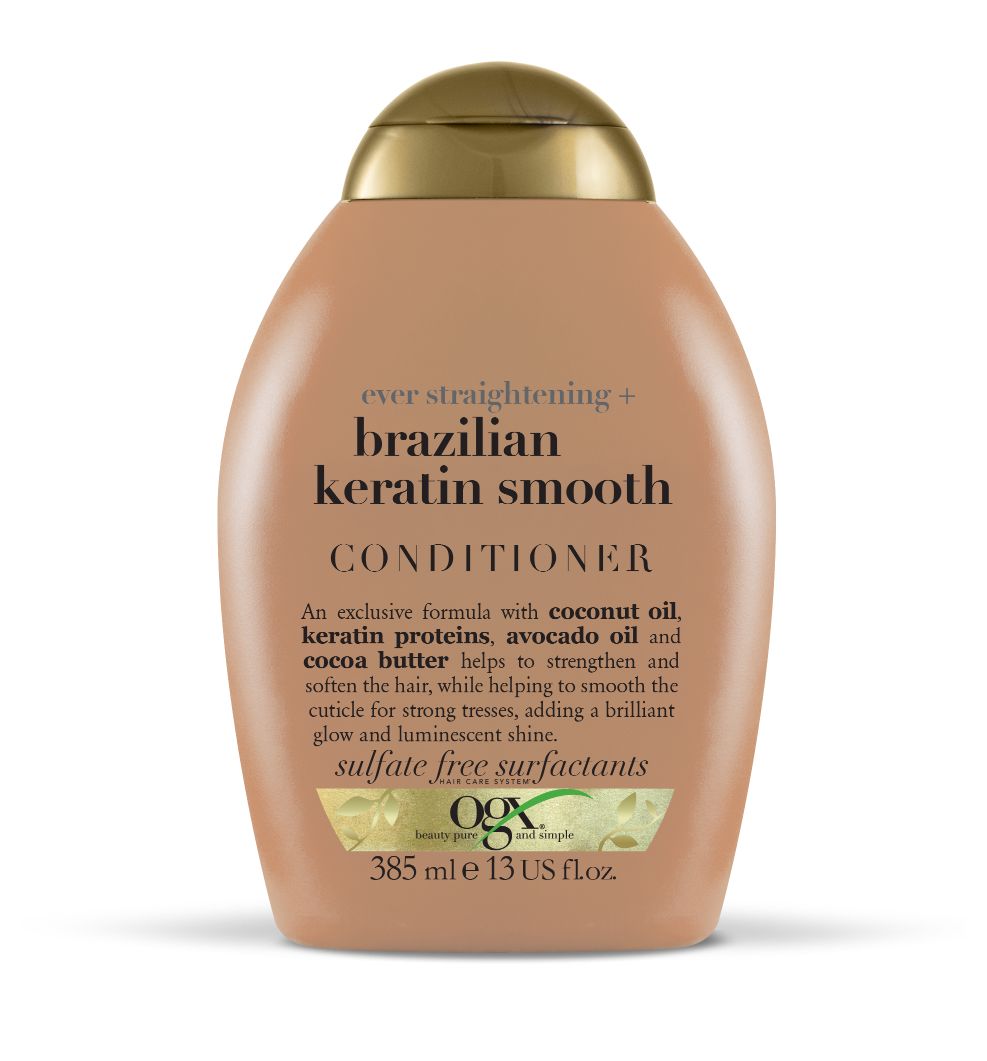 ever straightening +
brazilian
keratin smooth
CONDITIONER
An exclusive formula with coconut oil,
keratin proteins, avocado oil and
cocoa butter helps to strengthen and
soften the hair, while helping to smooth the
cuticle for strong tresses, adding a brilliant
glow and luminescent shine.
sulfate free surfactants
HAIR CARE SYSTEM™
ogx®
beauty pure and simple
385 ml e 13 US fl.oz.